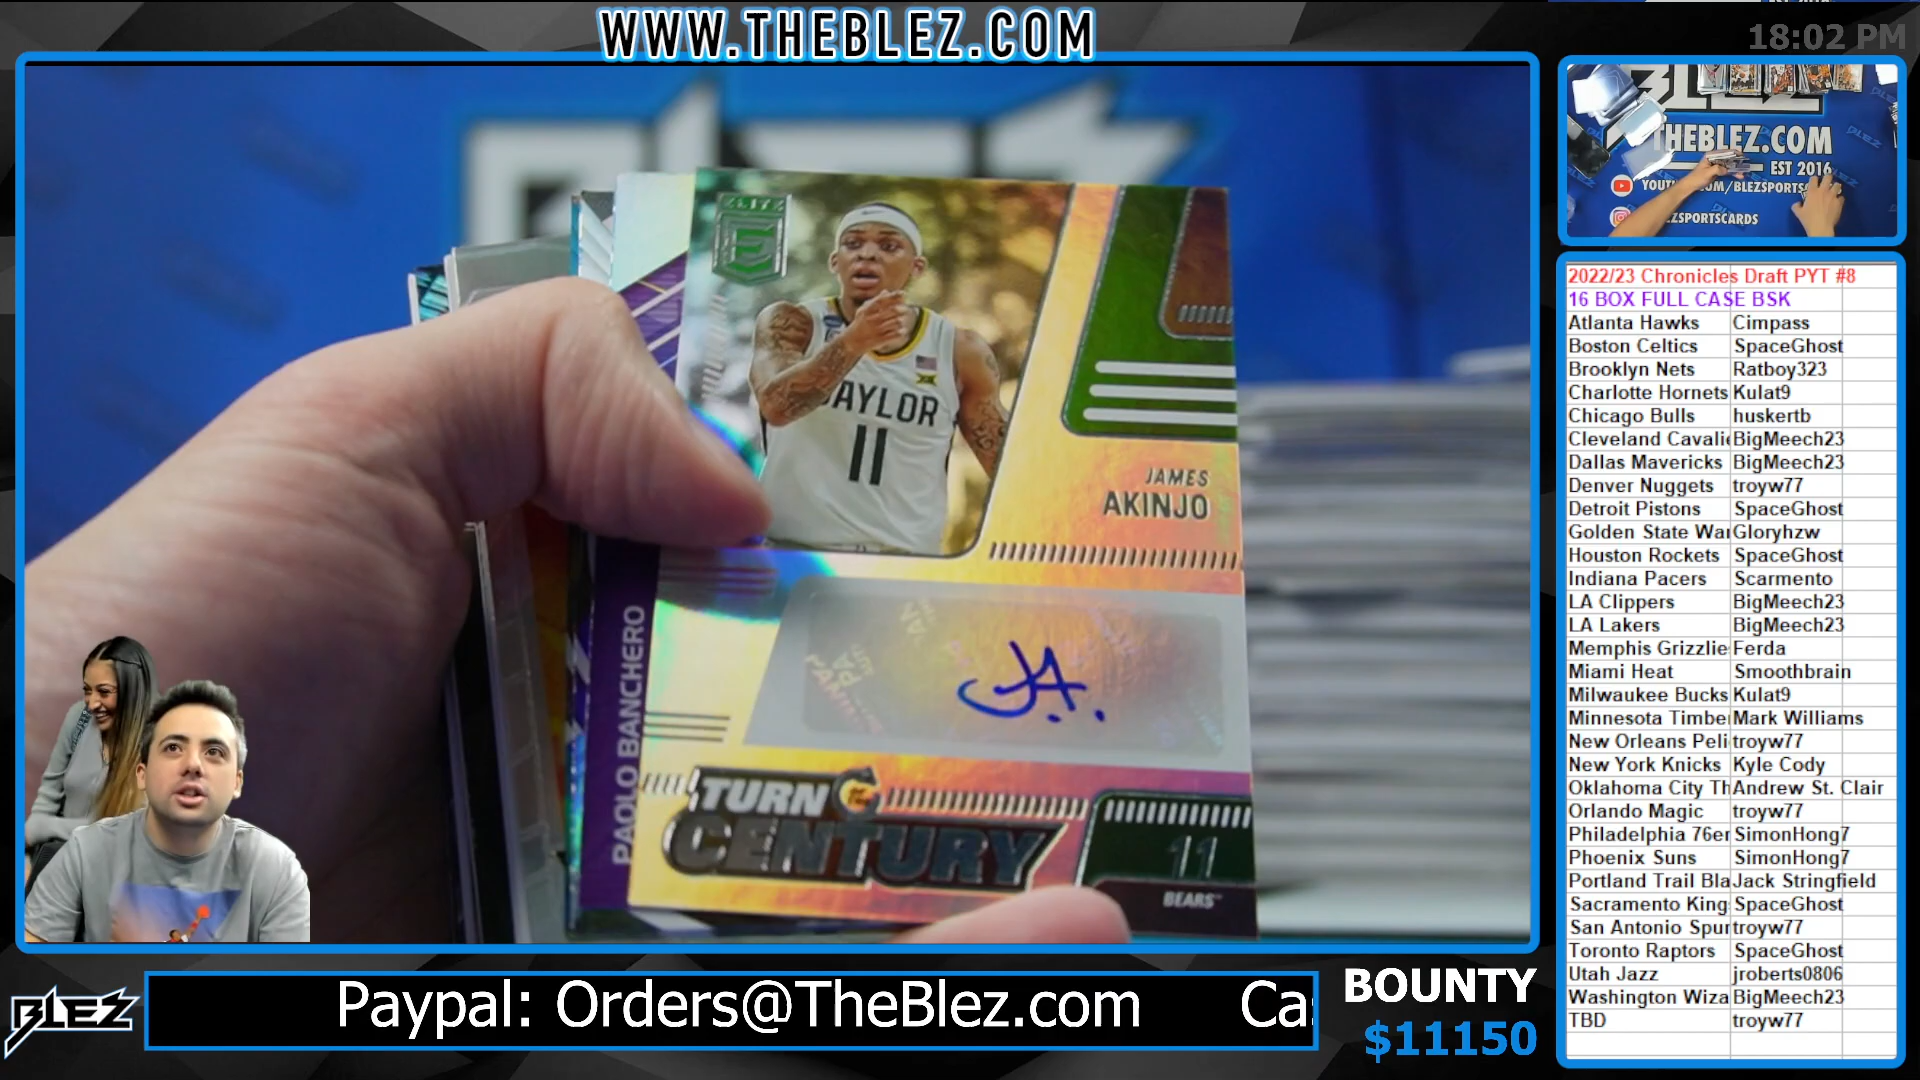 WWW.THEBLEZ.COM
18:02 PM
ELITE
E
BAYLOR
11
JAMES
AKINJO
PAOLO BANCHERO
J.A.
TURN OF THE
CENTURY
11
BEARS
THEBLEZ.COM
EST 2016
2022/23 Chronicles Draft PYT #8
16 BOX FULL CASE BSK
Atlanta Hawks Cimpass
Boston Celtics SpaceGhost
Brooklyn Nets Ratboy323
Charlotte Hornets Kulat9
Chicago Bulls huskertb
Cleveland Cavali BigMeech23
Dallas Mavericks BigMeech23
Denver Nuggets troyw77
Detroit Pistons SpaceGhost
Golden State War Gloryhzw
Houston Rockets SpaceGhost
Indiana Pacers Scarmento
LA Clippers BigMeech23
LA Lakers BigMeech23
Memphis Grizzlie Ferda
Miami Heat Smoothbrain
Milwaukee Bucks Kulat9
Minnesota Timbe Mark Williams
New Orleans Peli troyw77
New York Knicks Kyle Cody
Oklahoma City Th Andrew St. Clair
Orlando Magic troyw77
Philadelphia 76er SimonHong7
Phoenix Suns SimonHong7
Portland Trail Bla Jack Stringfield
Sacramento King SpaceGhost
San Antonio Spur troyw77
Toronto Raptors SpaceGhost
Utah Jazz jroberts0806
Washington Wiza BigMeech23
TBD troyw77
BLEZ
Paypal: Orders@TheBlez.com Ca
BOUNTY
$11150